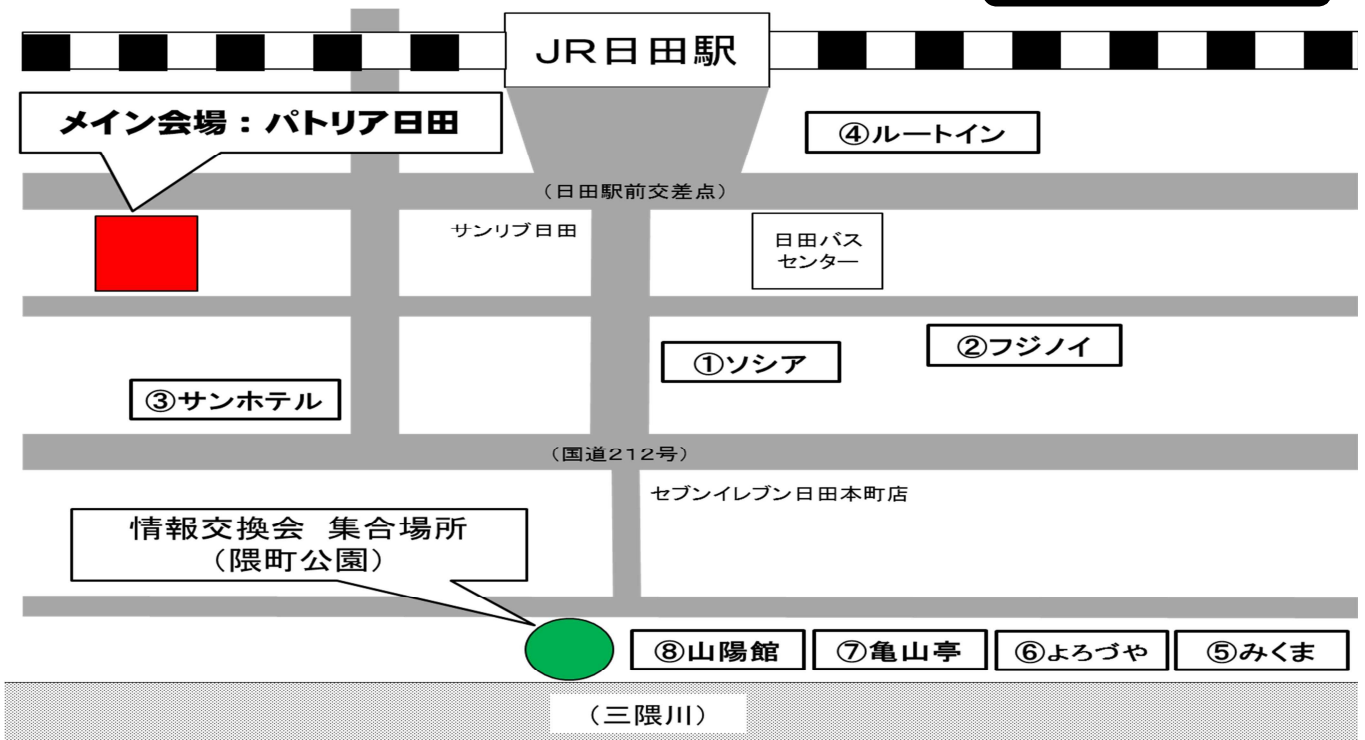 JR日田駅
メイン会場：パトリア日田
④ルートイン
（日田駅前交差点）
サンリブ日田
日田バス
センター
①ソシア
②フジノイ
③サンホテル
（国道212号）
セブンイレブン日田本町店
情報交換会 集合場所
（隈町公園）
⑧山陽館
⑦亀山亭
⑥よろづや
⑤みくま
（三隈川）